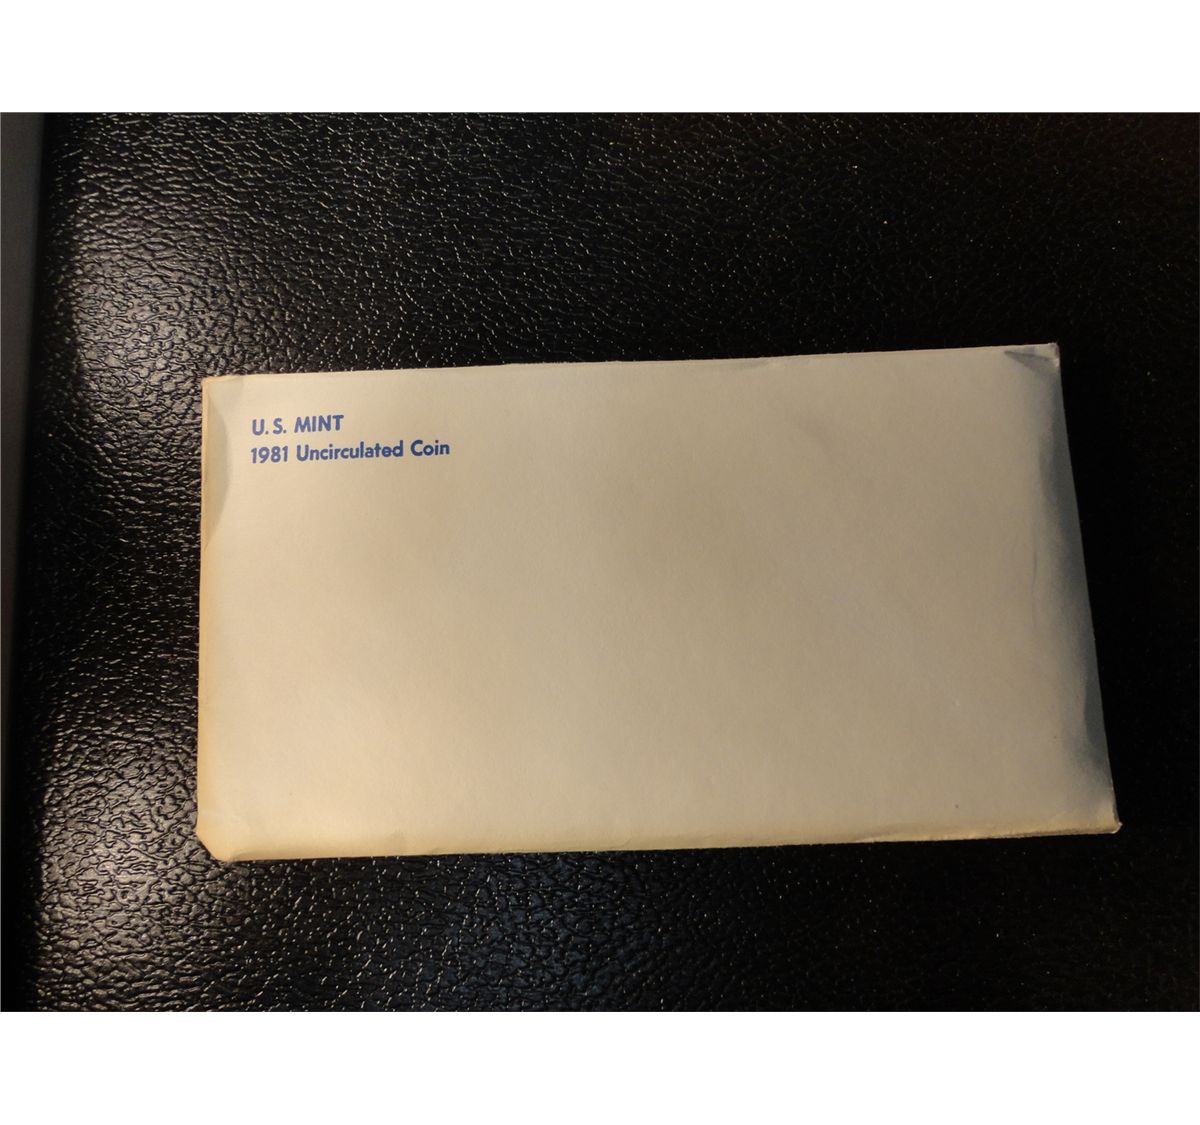 U.S. MINT
1981 Uncirculated Coin